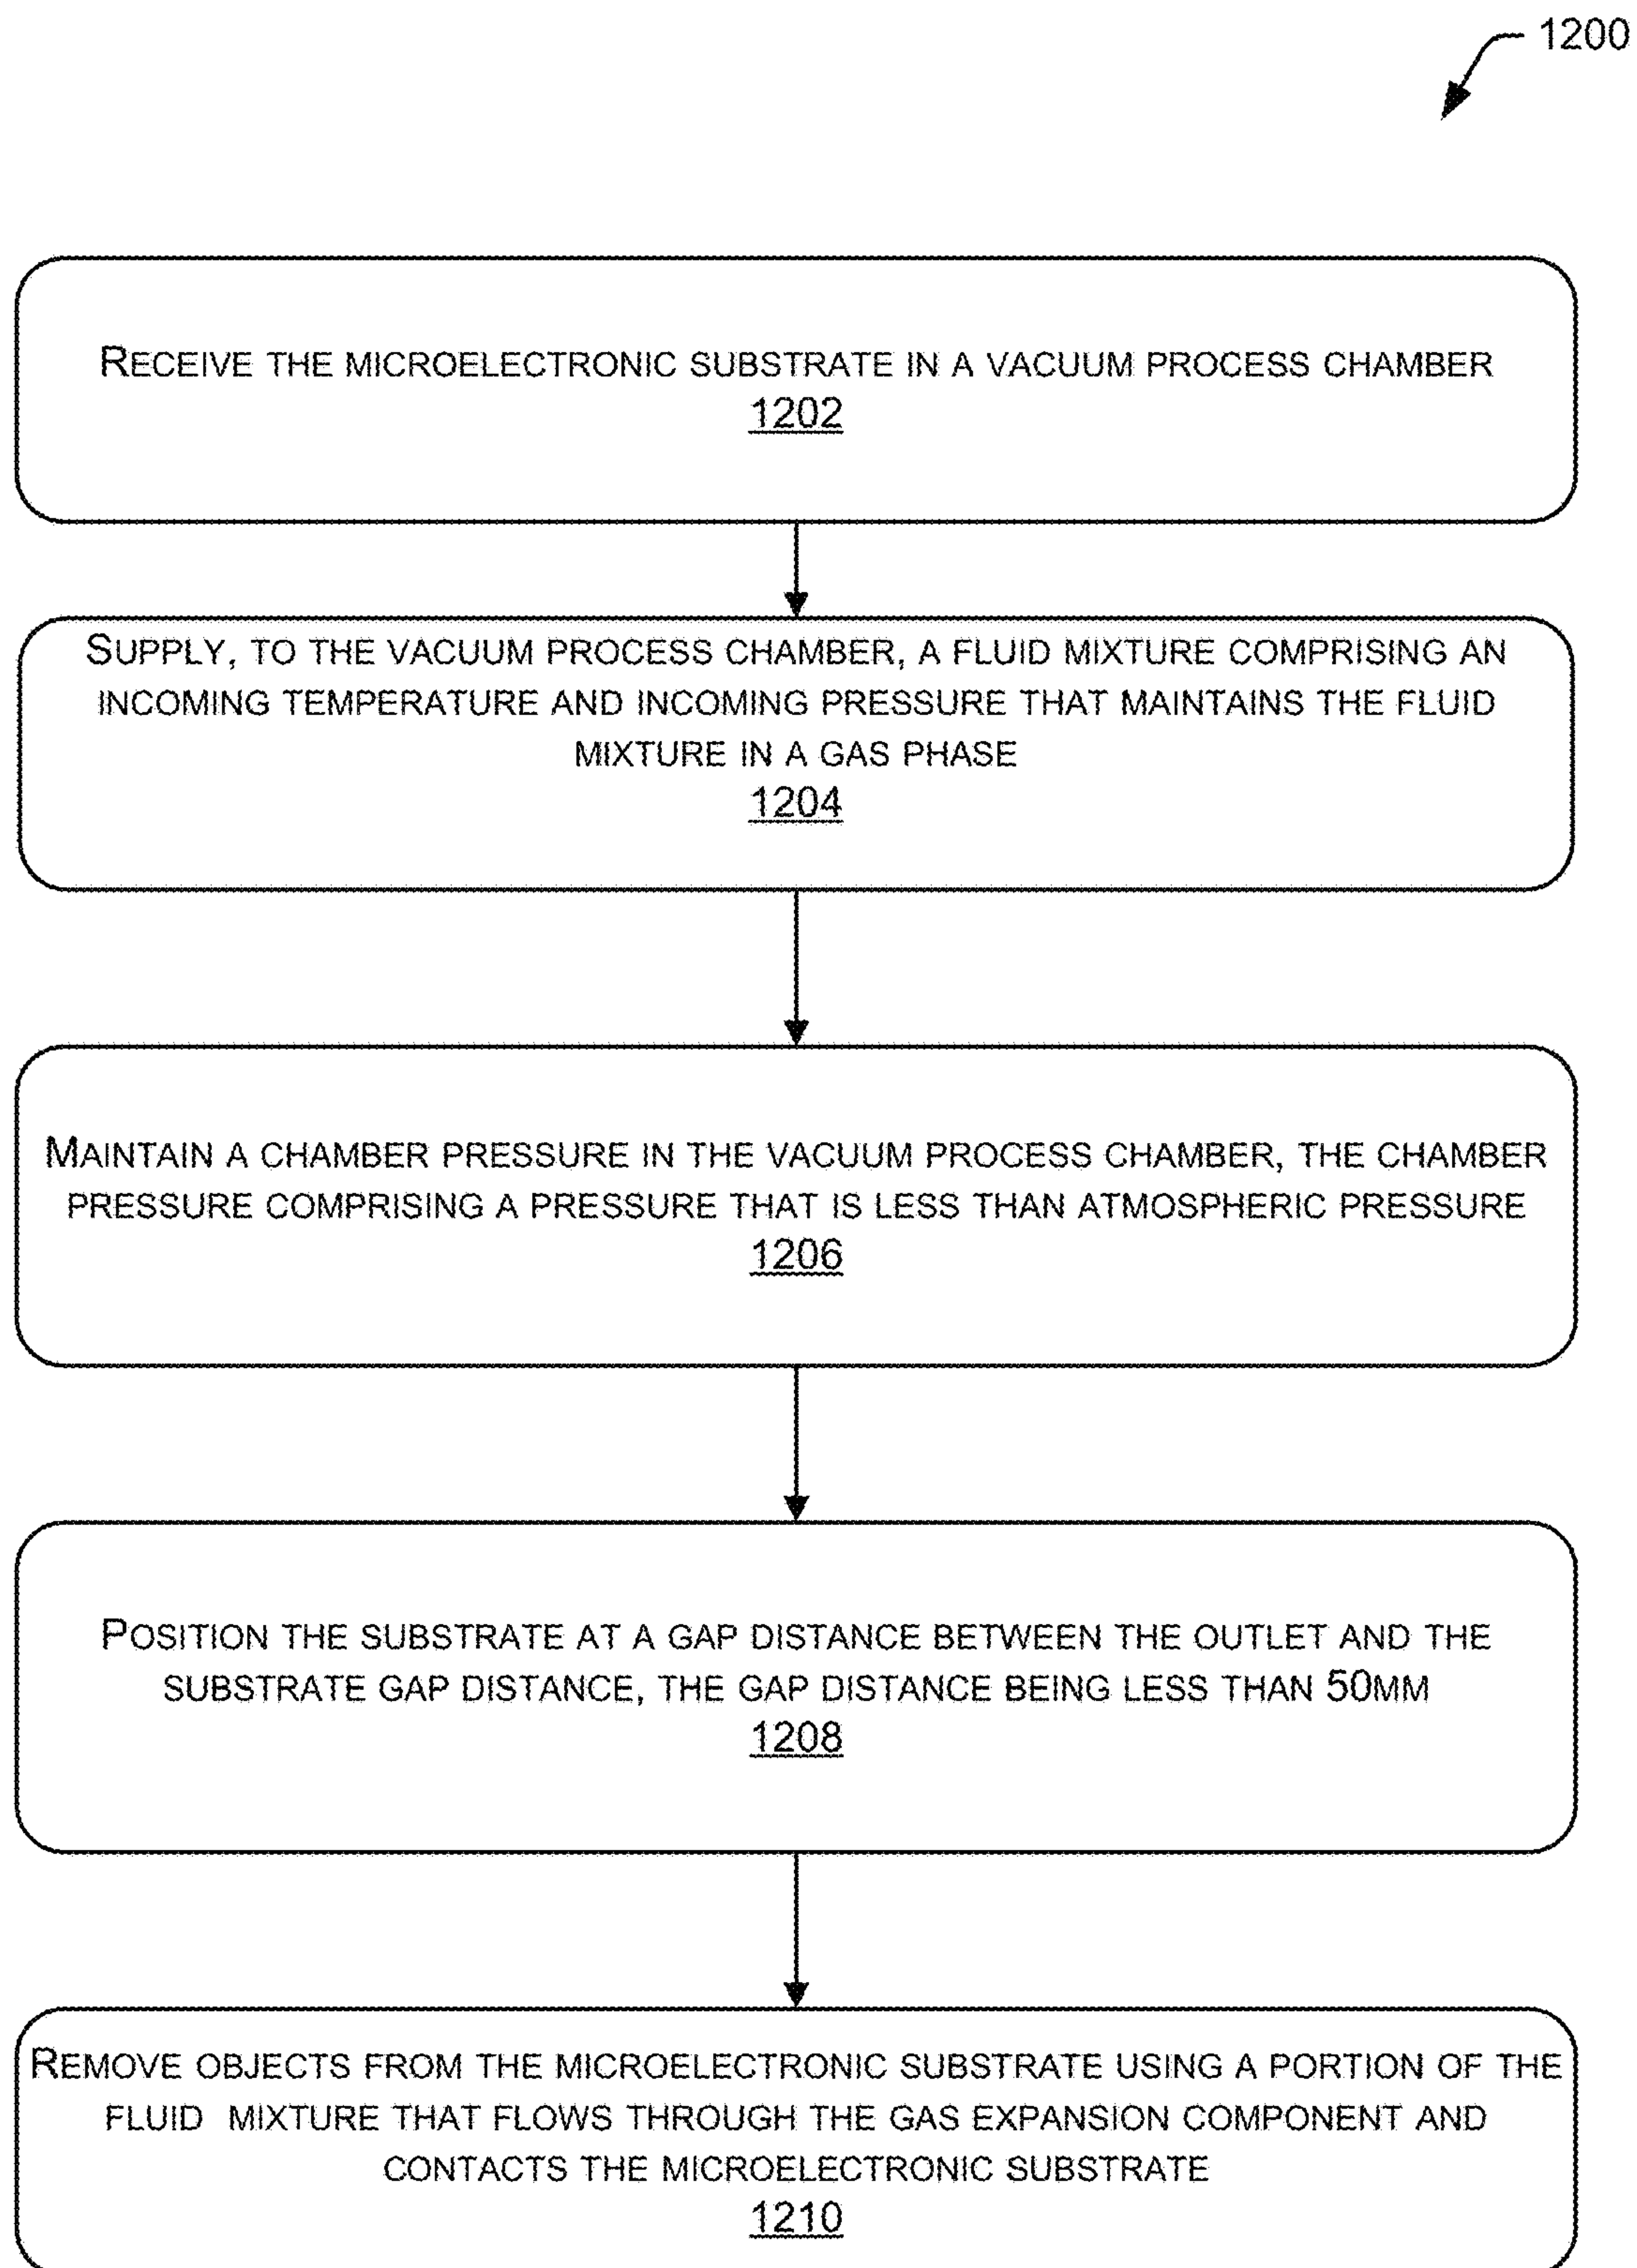 1200
RECEIVE THE MICROELECTRONIC SUBSTRATE IN A VACUUM PROCESS CHAMBER
1202
SUPPLY, TO THE VACUUM PROCESS CHAMBER, A FLUID MIXTURE COMPRISING AN
INCOMING TEMPERATURE AND INCOMING PRESSURE THAT MAINTAINS THE FLUID
MIXTURE IN A GAS PHASE
1204
MAINTAIN A CHAMBER PRESSURE IN THE VACUUM PROCESS CHAMBER, THE CHAMBER
PRESSURE COMPRISING A PRESSURE THAT IS LESS THAN ATMOSPHERIC PRESSURE
1206
POSITION THE SUBSTRATE AT A GAP DISTANCE BETWEEN THE OUTLET AND THE
SUBSTRATE GAP DISTANCE, THE GAP DISTANCE BEING LESS THAN 50MM
1208
REMOVE OBJECTS FROM THE MICROELECTRONIC SUBSTRATE USING A PORTION OF THE
FLUID MIXTURE THAT FLOWS THROUGH THE GAS EXPANSION COMPONENT AND
CONTACTS THE MICROELECTRONIC SUBSTRATE
1210